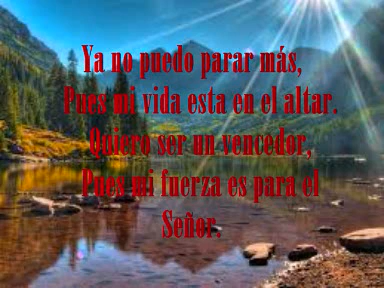 Ya no puedo parar más,
Pues mi vida esta en el altar.
Quiero ser un vencedor,
Pues mi fuerza es para el
Señor.